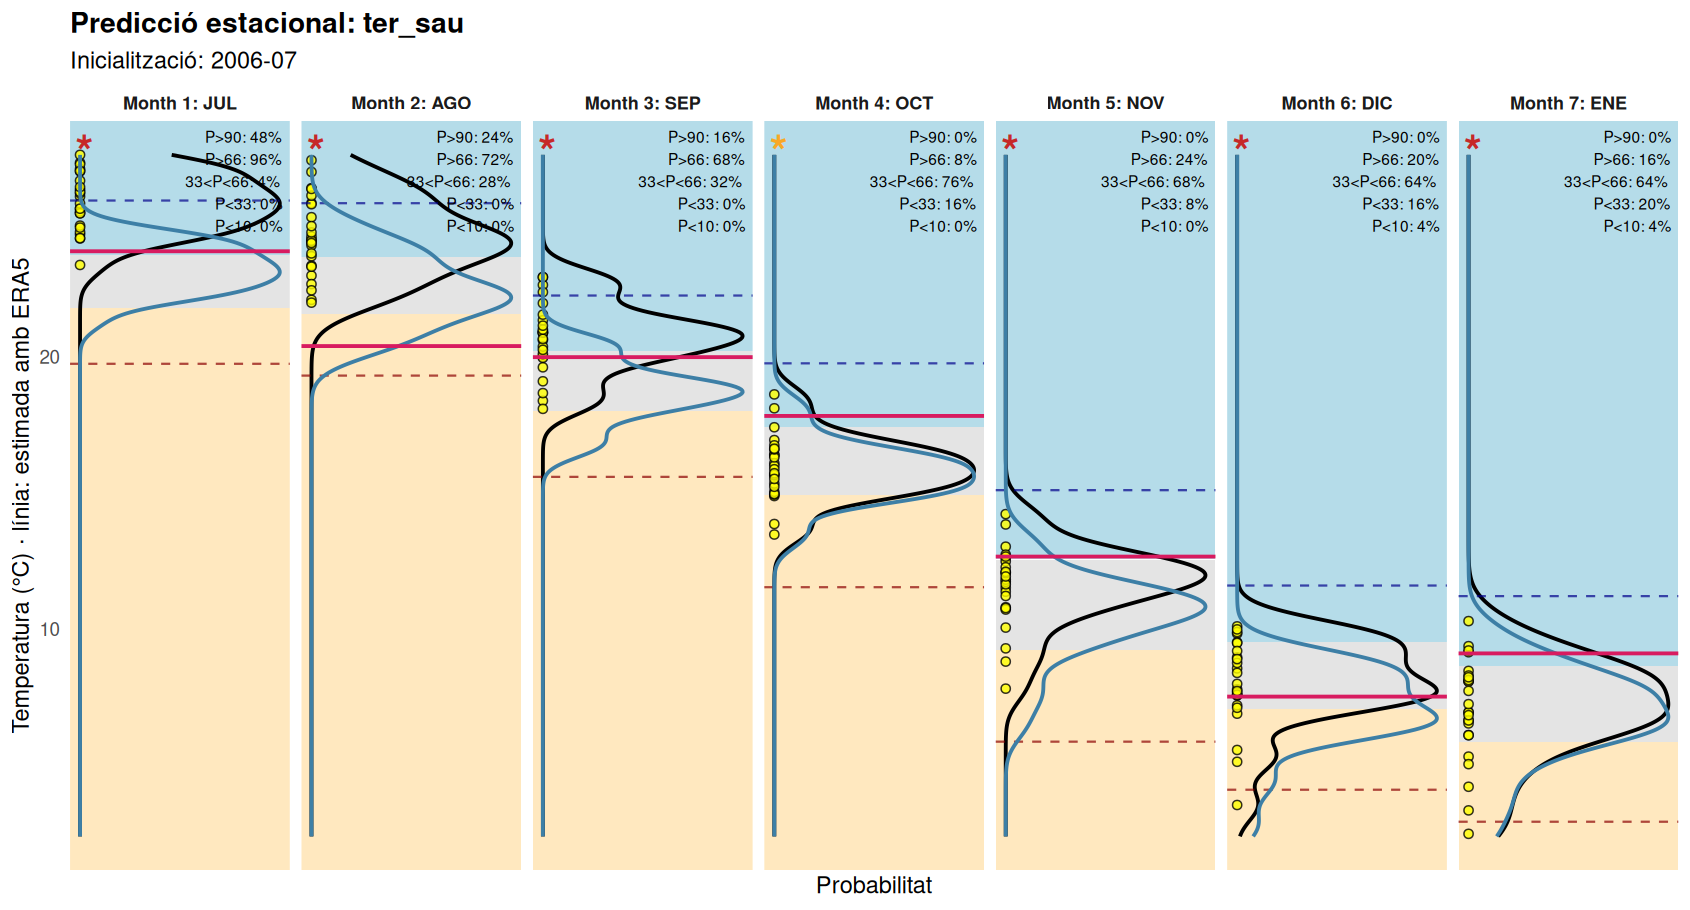 Predicció estacional: ter_sau
Inicialització: 2006-07
Month 1: JUL
P>90: 48%
P>66: 96%
33<P<66: 4%
P<33: 0%
P<10: 0%
Month 2: AGO
P>90: 24%
P>66: 72%
33<P<66: 28%
P<33: 0%
P<10: 0%
Month 3: SEP
P>90: 16%
P>66: 68%
33<P<66: 32%
P<33: 0%
P<10: 0%
Month 4: OCT
P>90: 0%
P>66: 8%
33<P<66: 76%
P<33: 16%
P<10: 0%
Month 5: NOV
P>90: 0%
P>66: 24%
33<P<66: 68%
P<33: 8%
P<10: 0%
Month 6: DIC
P>90: 0%
P>66: 20%
33<P<66: 64%
P<33: 16%
P<10: 4%
Month 7: ENE
P>90: 0%
P>66: 16%
33<P<66: 64%
P<33: 20%
P<10: 4%
Temperatura (°C) · línia: estimada amb ERA5
20
10
Probabilitat